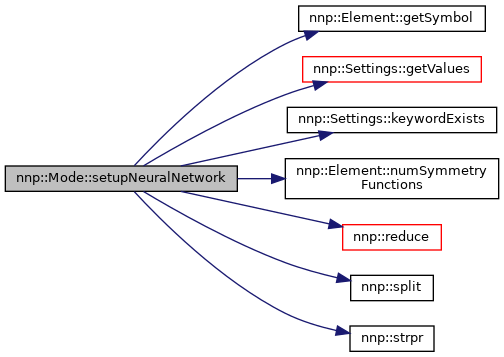 nnp::Element::getSymbol
nnp::Settings::getValues
nnp::Settings::keywordExists
nnp::Mode::setupNeuralNetwork
nnp::Element::numSymmetry
Functions
nnp::reduce
nnp::split
nnp::strpr